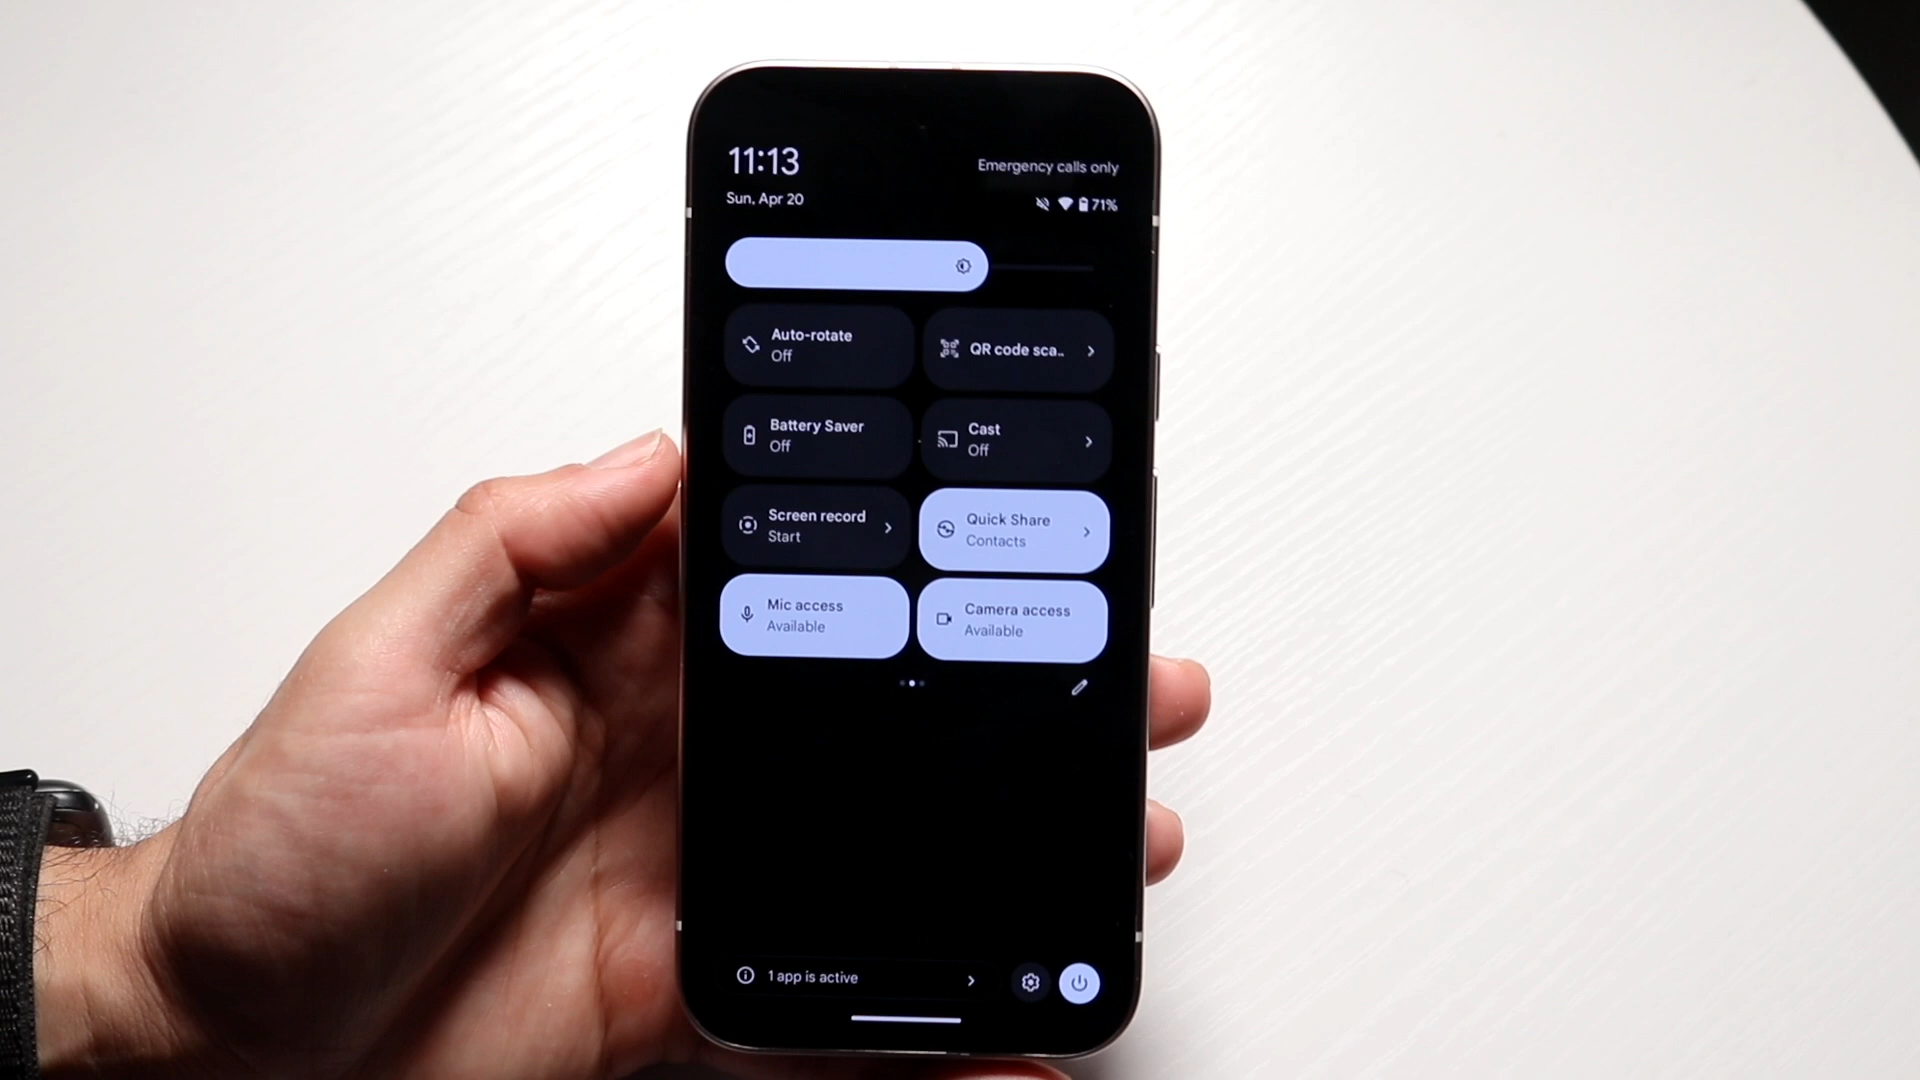 11:13
Emergency calls only
Sun, Apr 20
71%
Auto-rotate
Off
QR code sca..
Battery Saver
Off
Cast
Off
Screen record
Start
Quick Share
Contacts
Mic access
Available
Camera access
Available
1 app is active